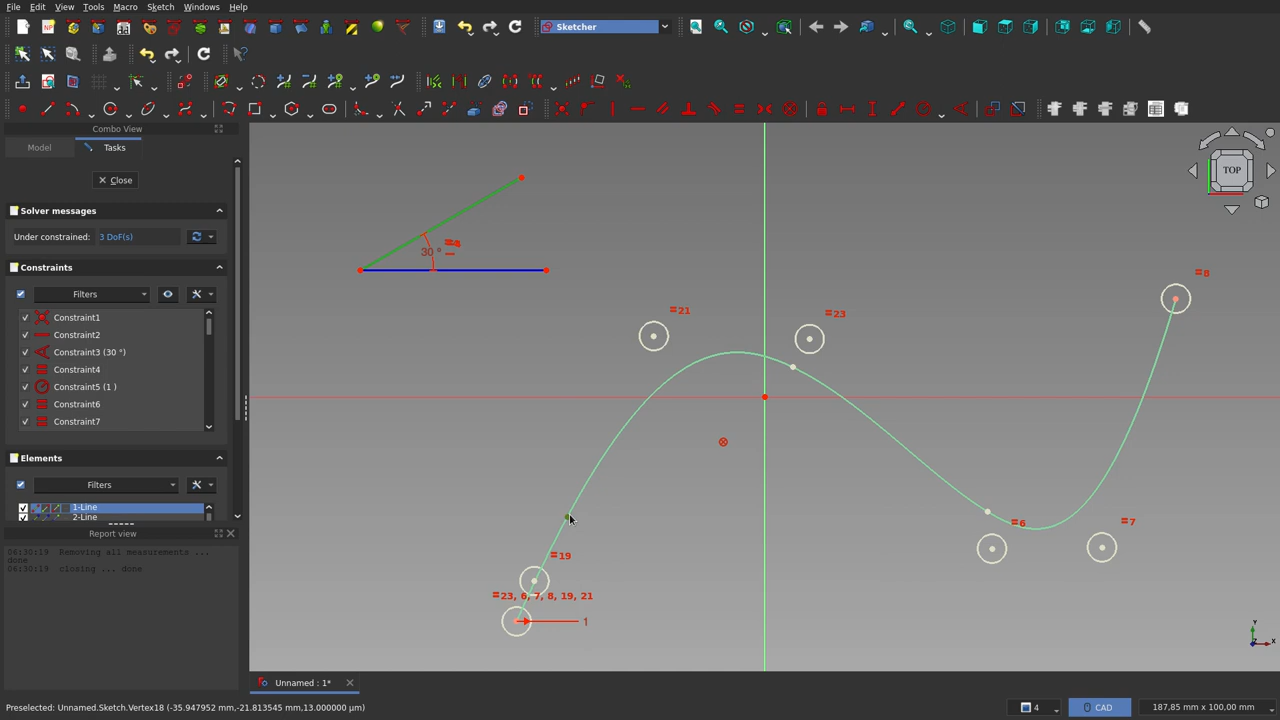 File Edit View Tools Macro Sketch Windows Help
Sketcher
Combo View
Model Tasks
Close
Solver messages
Under constrained: 3 DoF(s)
Constraints
Filters
Constraint1
Constraint2
Constraint3 (30 °)
Constraint4
Constraint5 (1 )
Constraint6
Constraint7
Elements
Filters
1-Line
2-Line
Report view
06:30:19 Removing all measurements ...
done
06:30:19 closing ... done
30 °
4
21
23
8
TOP
6
7
19
23, 6, 7, 8, 19, 21
1
Y
Z
X
Unnamed : 1*
Preselected: Unnamed.Sketch.Vertex18 (-35.947952 mm,-21.813545 mm,13.000000 µm)
4
CAD
187,85 mm x 100,00 mm